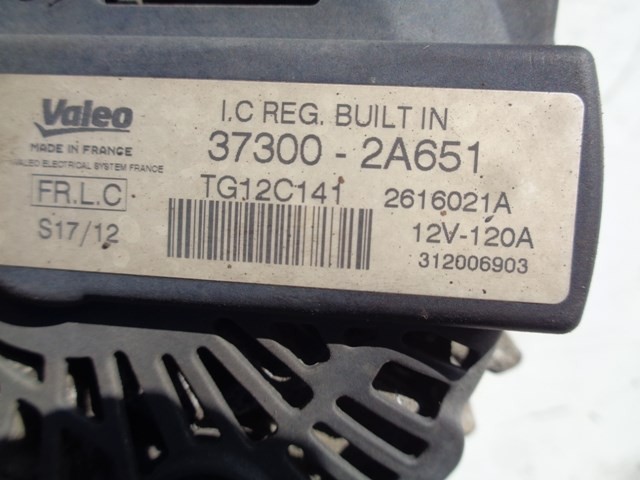 Valeo
MADE IN FRANCE
VALEO ELECTRICAL SYSTEM FRANCE
FR.L.C
S17/12
I.C REG. BUILT IN
37300 - 2A651
TG12C141 2616021A
12V-120A
312006903